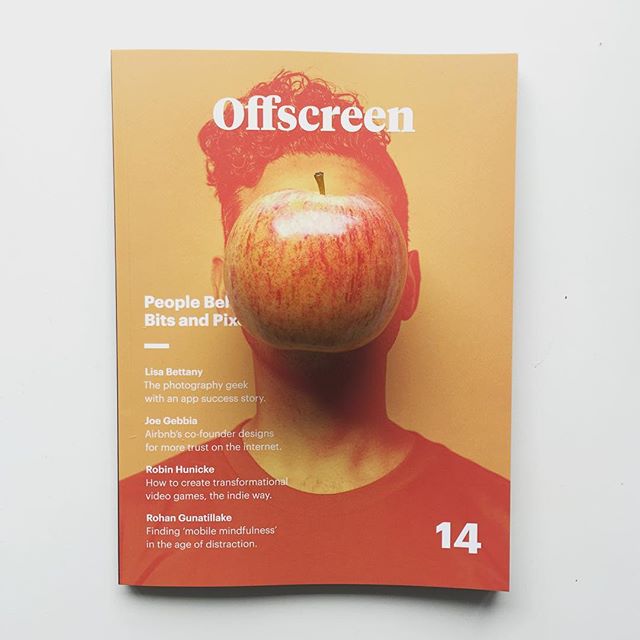 Offscreen
People Beh
Bits and Pixe
Lisa Bettany
The photography geek
with an app success story.
Joe Gebbia
Airbnb's co-founder designs
for more trust on the internet.
Robin Hunicke
How to create transformational
video games, the indie way.
Rohan Gunatillake
Finding 'mobile mindfulness'
in the age of distraction.
14